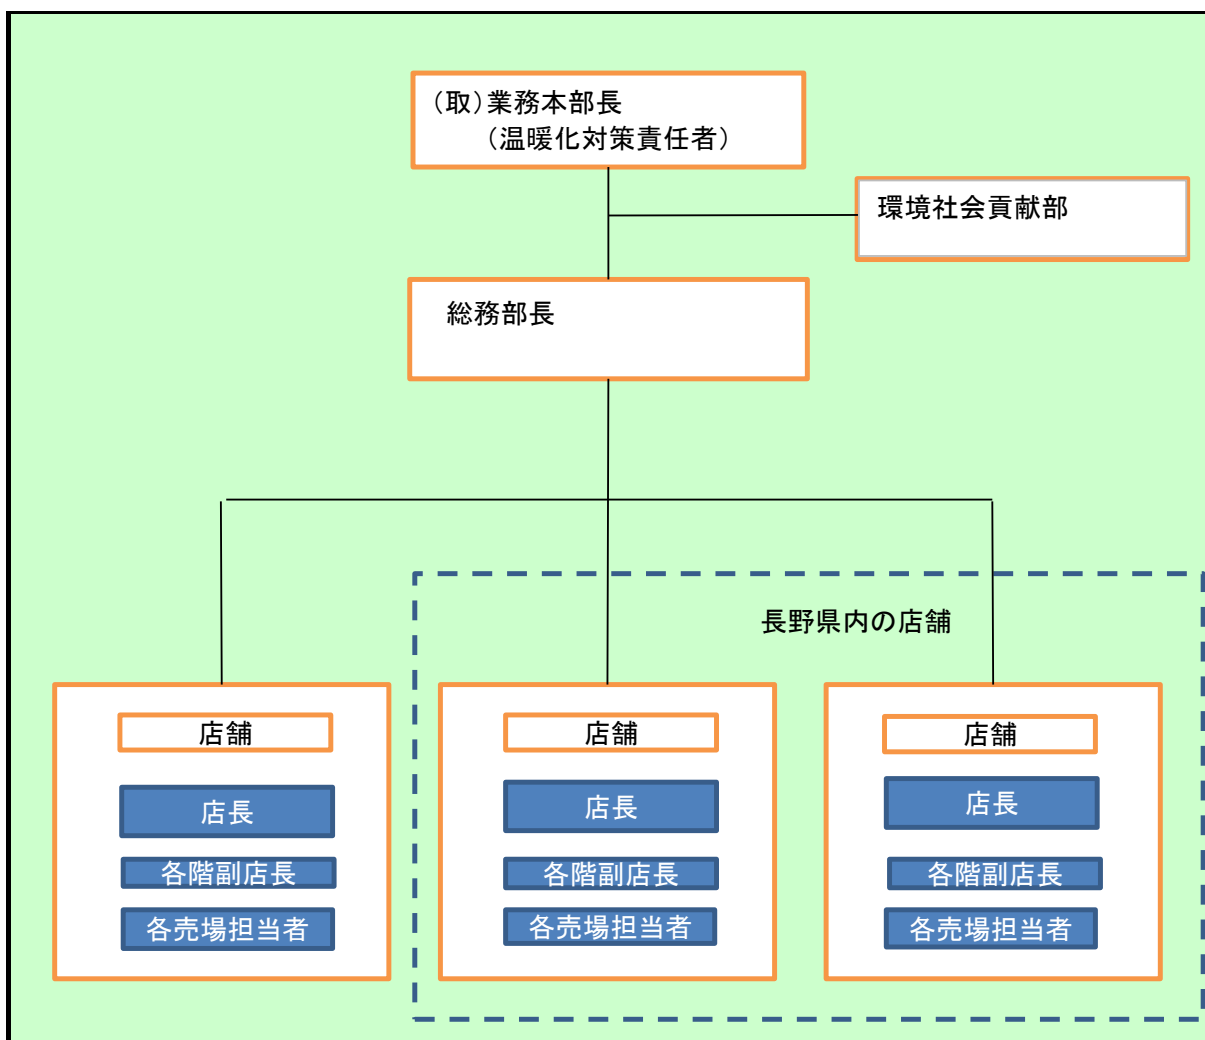 （取）業務本部長
（温暖化対策責任者）
環境社会貢献部
総務部長
長野県内の店舗
店舗
店長
各階副店長
各売場担当者
店舗
店長
各階副店長
各売場担当者
店舗
店長
各階副店長
各売場担当者